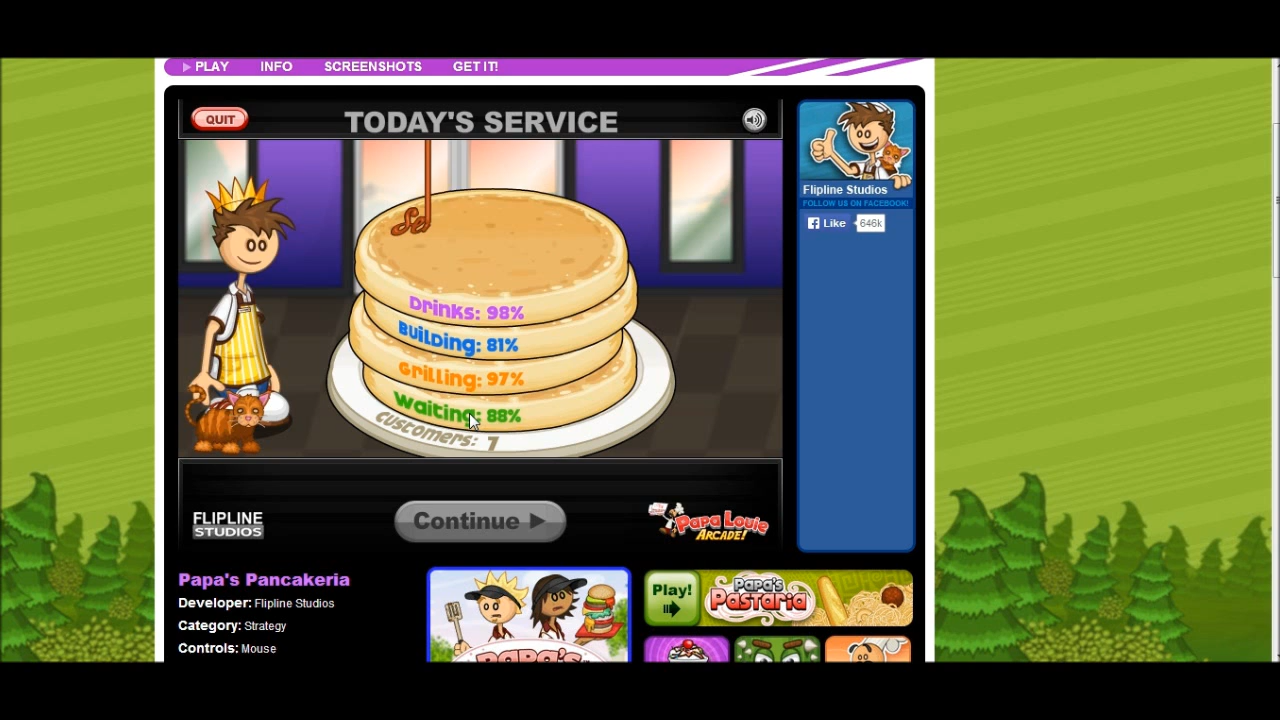 PLAY INFO SCREENSHOTS GET IT!
QUIT
TODAY'S SERVICE
Flipline Studios
FOLLOW US ON FACEBOOK!
Like 646k
Se
Drinks: 98%
Building: 81%
Grilling: 97%
Waiting: 88%
customers: 7
FLIPLINE
STUDIOS
Continue
Papa Louie
ARCADE!
Papa's Pancakeria
Developer: Flipline Studios
Category: Strategy
Controls: Mouse
PAPA'S
Play!
PAPA'S
PASTARIA